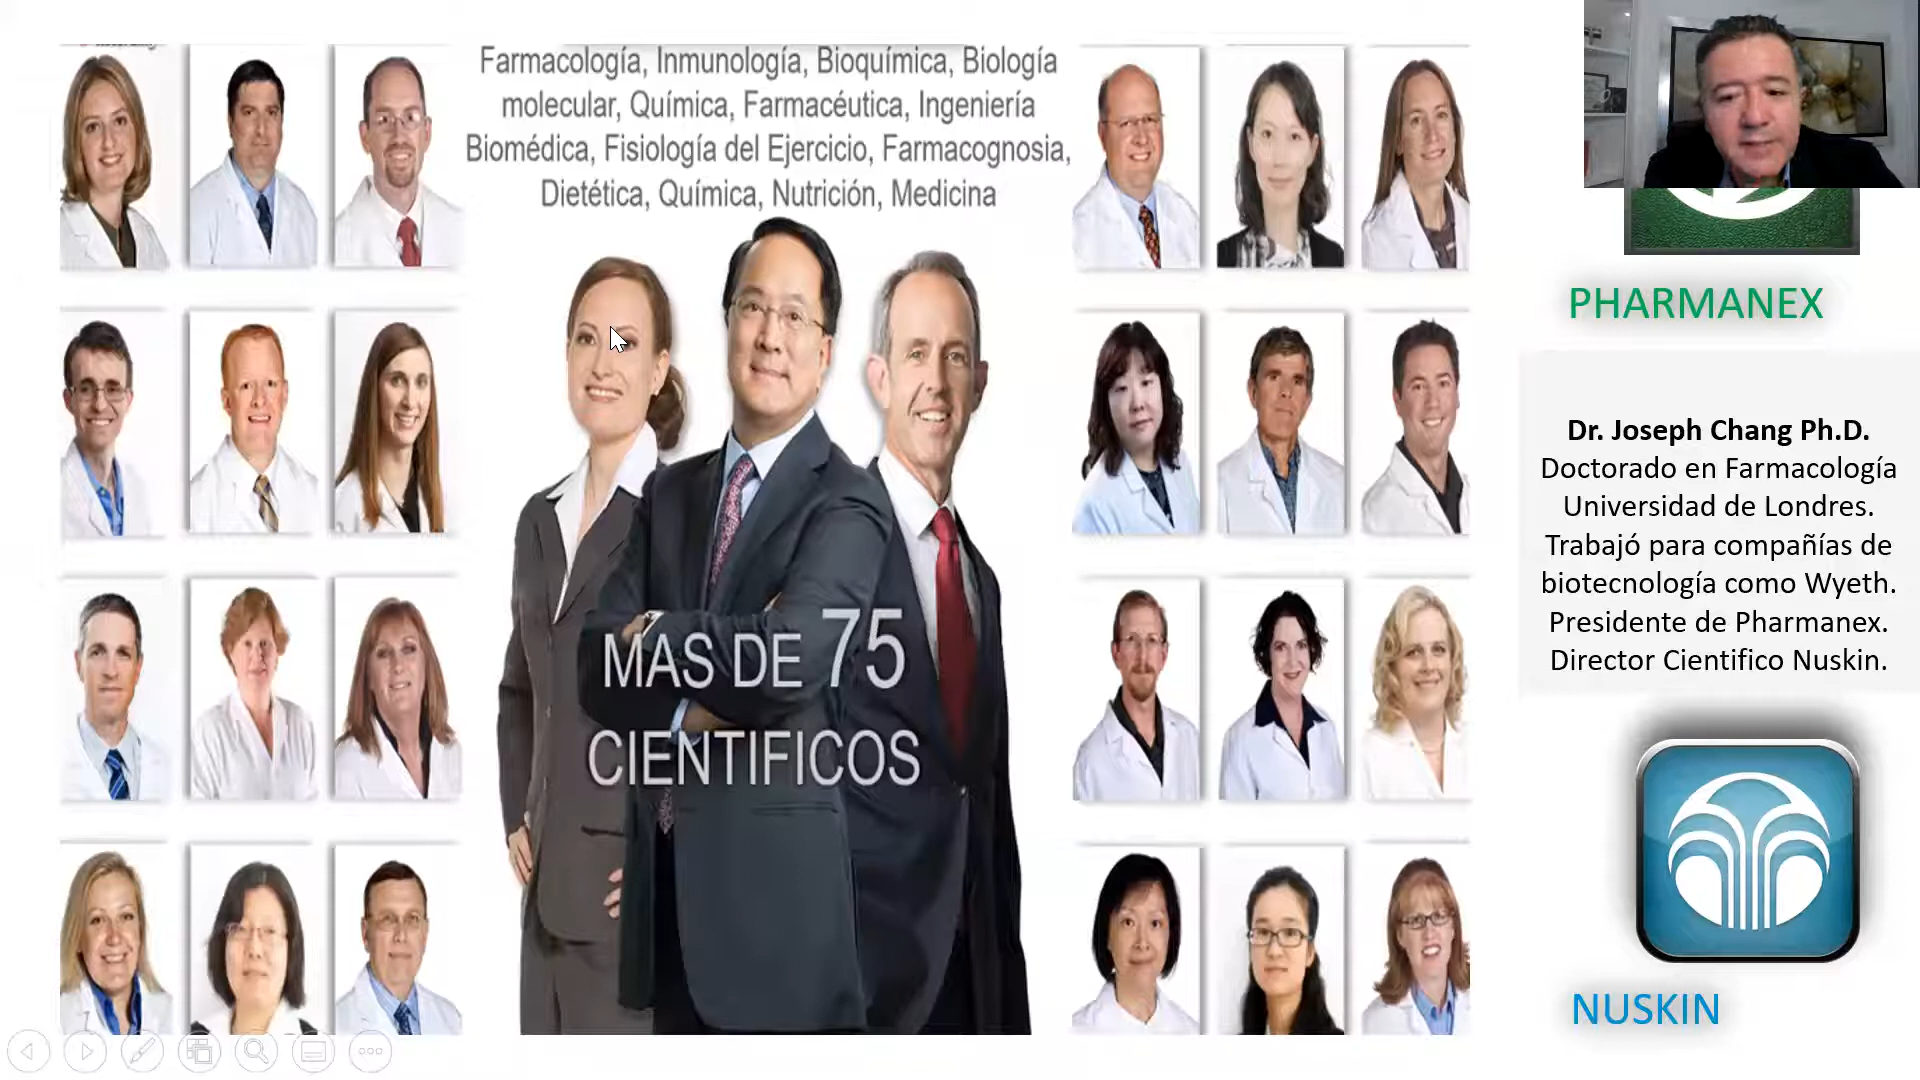 Farmacología, Inmunología, Bioquímica, Biología
molecular, Química, Farmacéutica, Ingeniería
Biomédica, Fisiología del Ejercicio, Farmacognosia,
Dietética, Química, Nutrición, Medicina
MAS DE 75
CIENTIFICOS
PHARMANEX
Dr. Joseph Chang Ph.D.
Doctorado en Farmacología
Universidad de Londres.
Trabajó para compañías de
biotecnología como Wyeth.
Presidente de Pharmanex.
Director Cientifico Nuskin.
NUSKIN